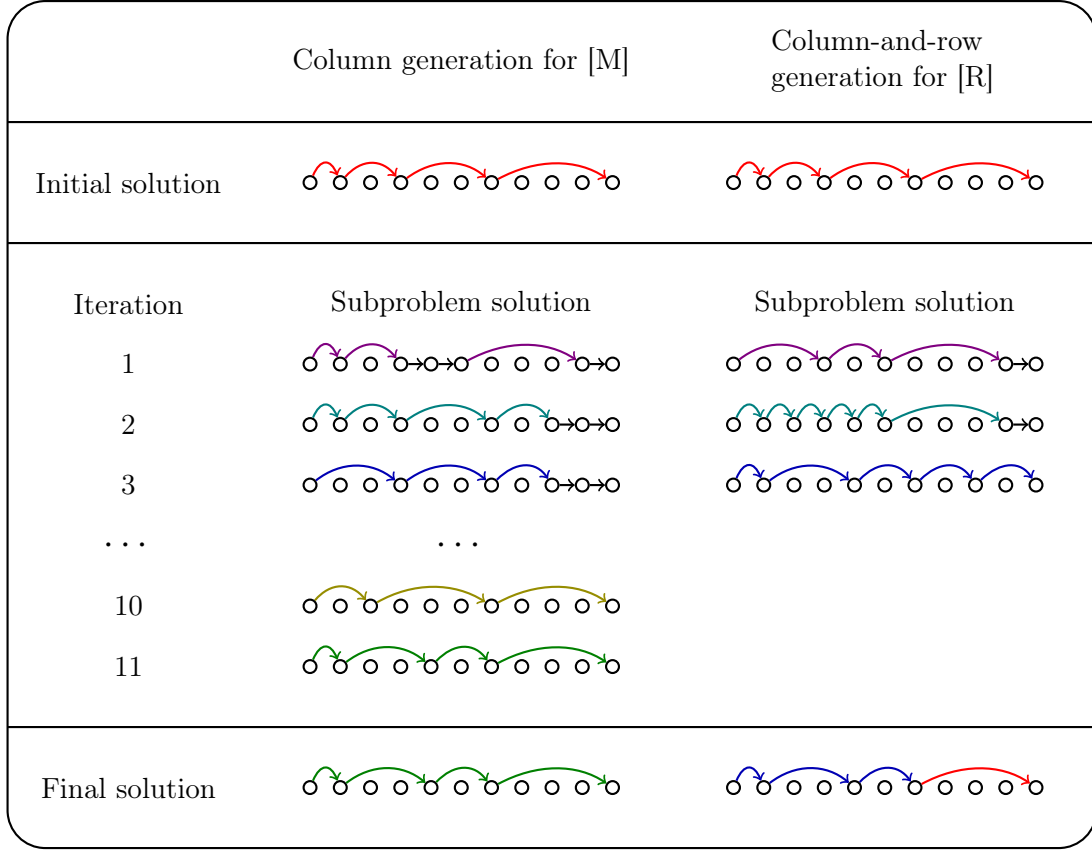 Column generation for [M]
Column-and-row
generation for [R]
Initial solution
Iteration
Subproblem solution
Subproblem solution
1
2
3
...
...
10
11
Final solution